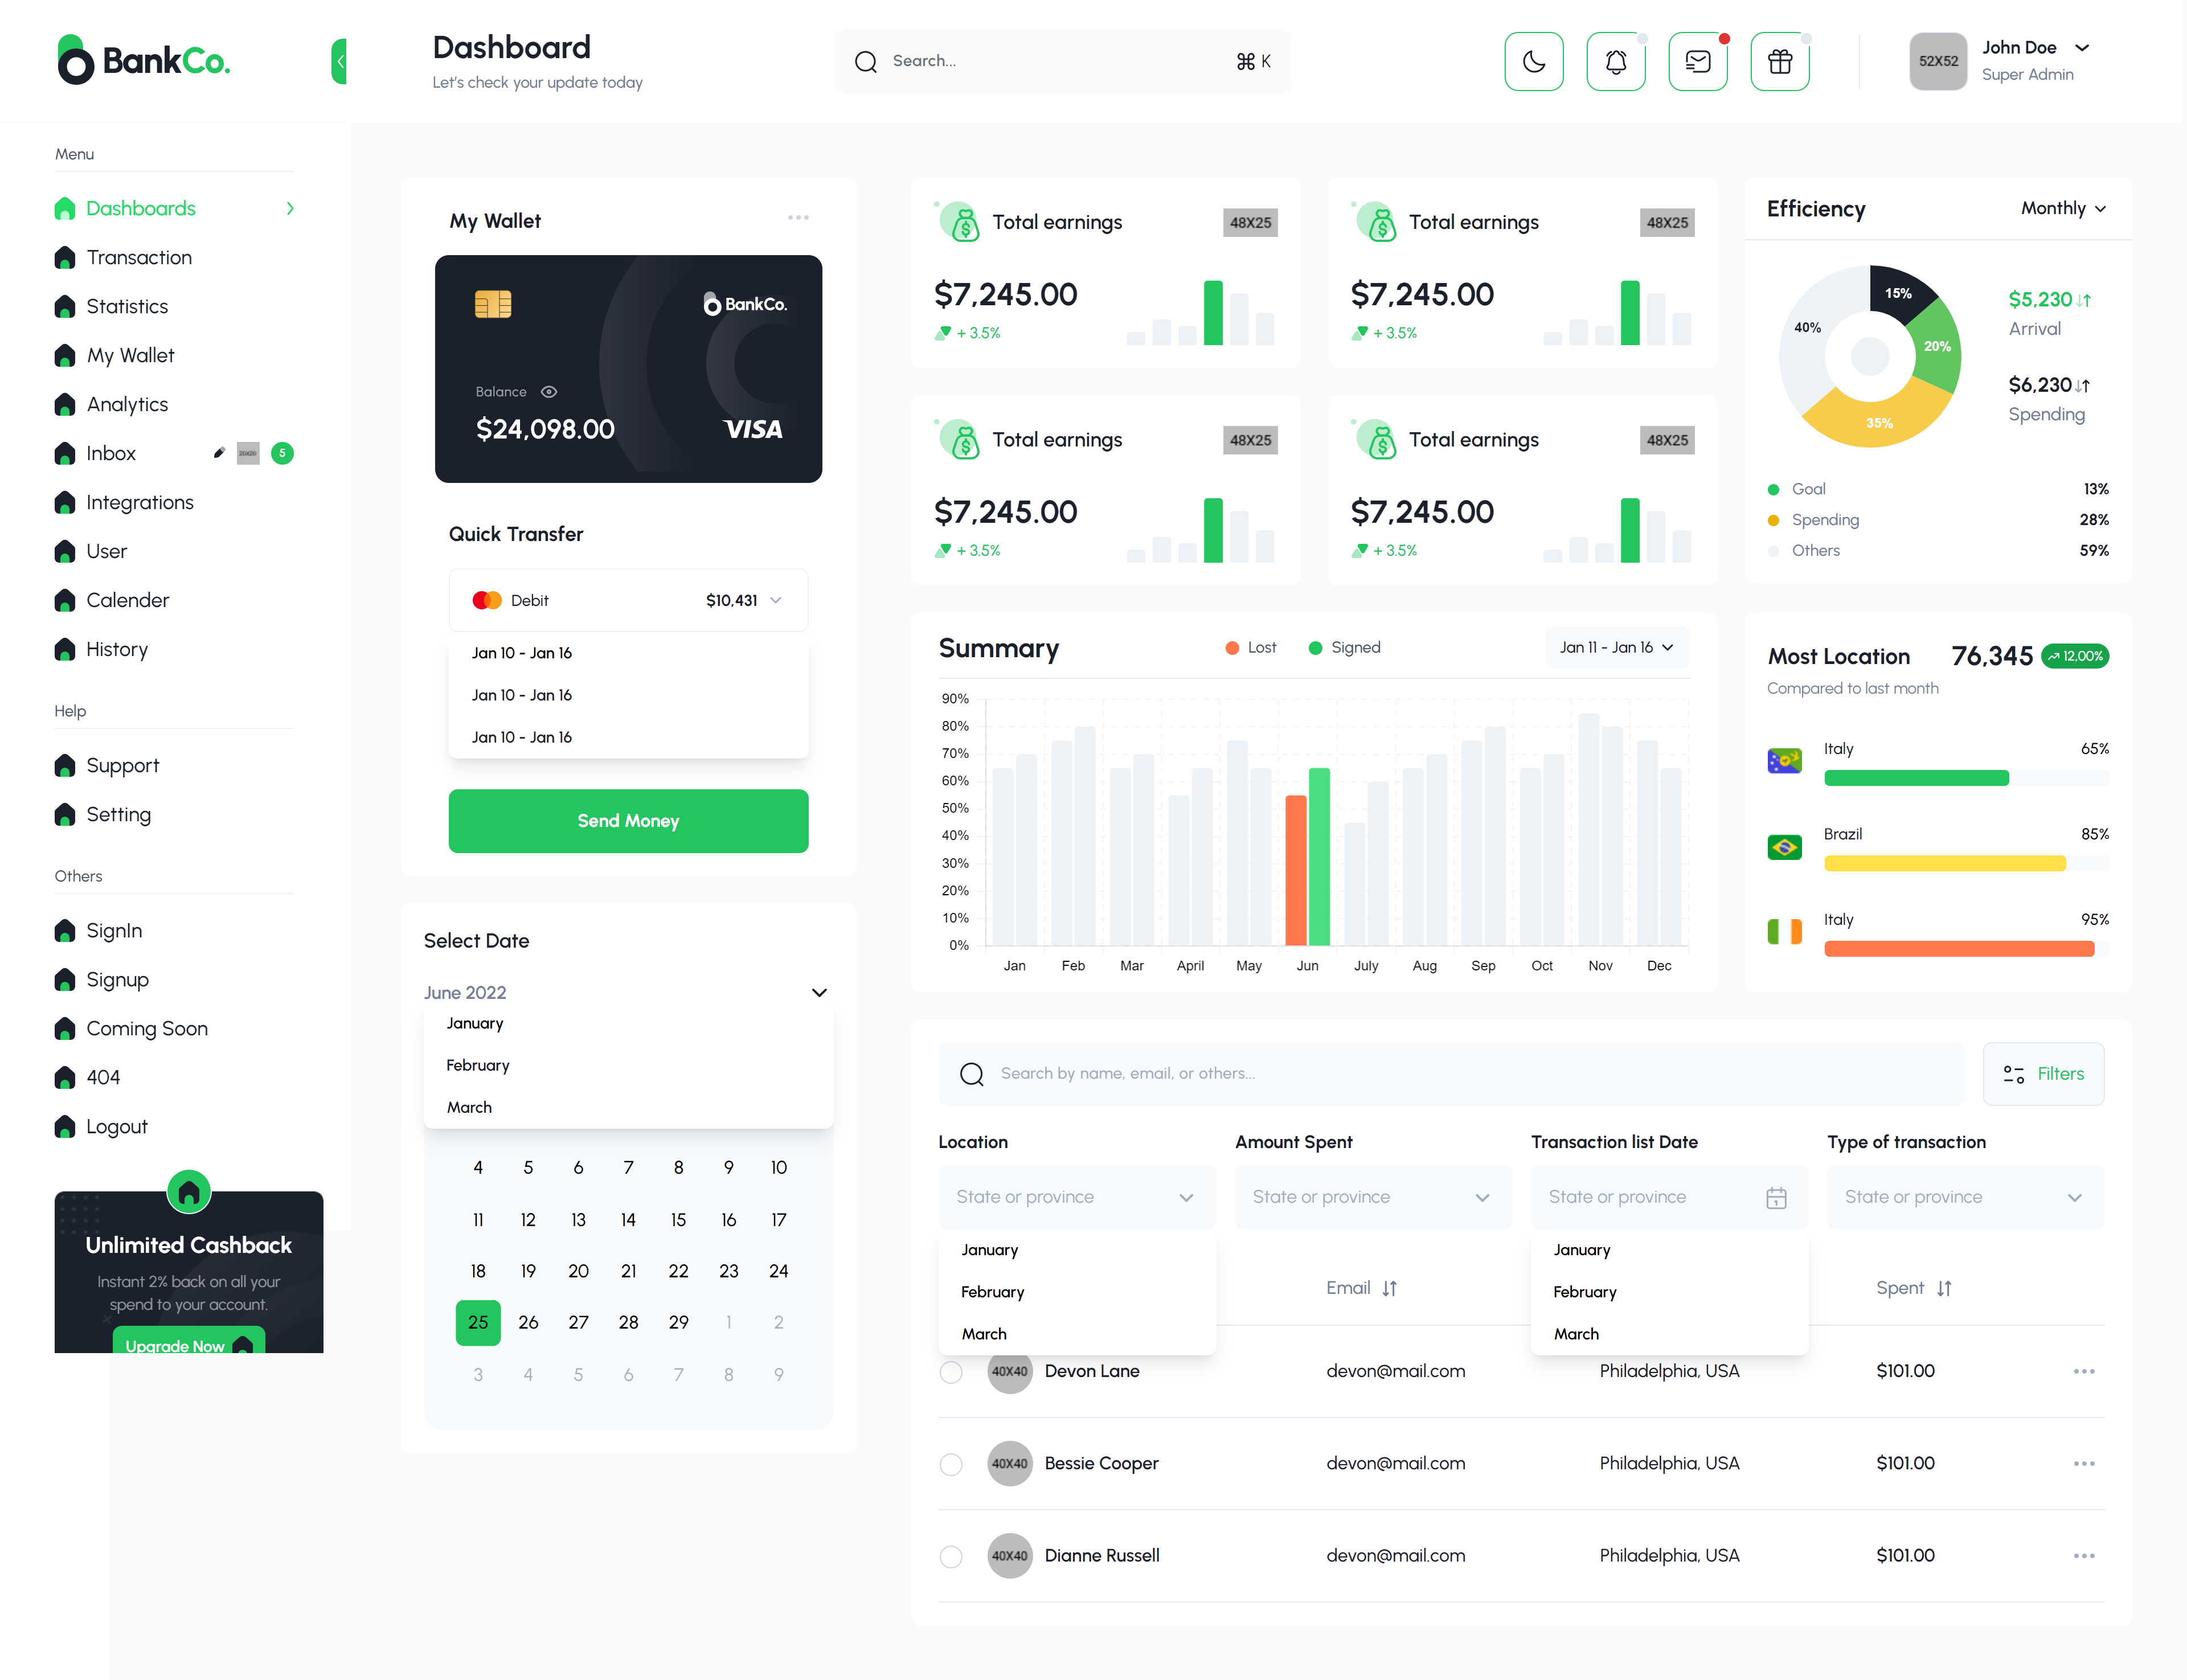 BankCo.
Dashboard
Let's check your update today
Search...
⌘ K
52X52
John Doe
Super Admin
Menu
Dashboards
Transaction
Statistics
My Wallet
Analytics
Inbox
20x20
5
Integrations
User
Calender
History
Help
Support
Setting
Others
SignIn
Signup
Coming Soon
404
Logout
Unlimited Cashback
Instant 2% back on all your
spend to your account.
Upgrade Now
My Wallet
BankCo.
Balance
$24,098.00
VISA
Quick Transfer
Debit
$10,431
Jan 10 - Jan 16
Jan 10 - Jan 16
Jan 10 - Jan 16
Send Money
Select Date
June 2022
January
February
March
4 5 6 7 8 9 10
11 12 13 14 15 16 17
18 19 20 21 22 23 24
25 26 27 28 29 1 2
3 4 5 6 7 8 9
Total earnings
48X25
$7,245.00
+ 3.5%
Total earnings
48X25
$7,245.00
+ 3.5%
Total earnings
48X25
$7,245.00
+ 3.5%
Total earnings
48X25
$7,245.00
+ 3.5%
Efficiency
Monthly
15%
20%
35%
40%
$5,230
Arrival
$6,230
Spending
Goal 13%
Spending 28%
Others 59%
Summary
Lost
Signed
Jan 11 - Jan 16
90%
80%
70%
60%
50%
40%
30%
20%
10%
0%
Jan Feb Mar April May Jun July Aug Sep Oct Nov Dec
Most Location
76,345
12,00%
Compared to last month
Italy 65%
Brazil 85%
Italy 95%
Search by name, email, or others...
Filters
Location
Amount Spent
Transaction list Date
Type of transaction
State or province
State or province
State or province
1
State or province
January
February
March
Email
January
February
March
Spent
40X40 Devon Lane devon@mail.com Philadelphia, USA $101.00
40X40 Bessie Cooper devon@mail.com Philadelphia, USA $101.00
40X40 Dianne Russell devon@mail.com Philadelphia, USA $101.00